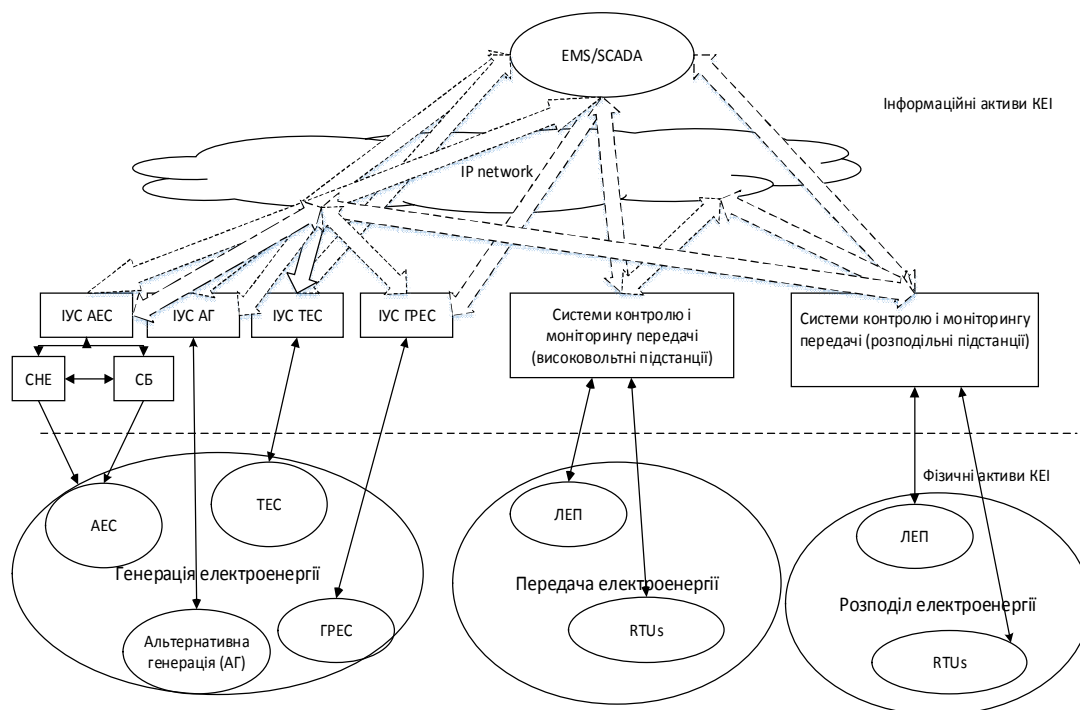 EMS/SCADA
Інформаційні активи КЕІ
IP network
ІУС АЕС
ІУС АГ
ІУС ТЕС
ІУС ГРЕС
Системи контролю і
моніторингу передачі
(високовольтні підстанції)
Системи контролю і моніторингу
передачі (розподільні підстанції)
СНЕ
СБ
Фізичні активи КЕІ
АЕС
ТЕС
ЛЕП
ЛЕП
Генерація електроенергії
Передача електроенергії
Розподіл електроенергії
Альтернативна
генерація (АГ)
ГРЕС
RTUs
RTUs